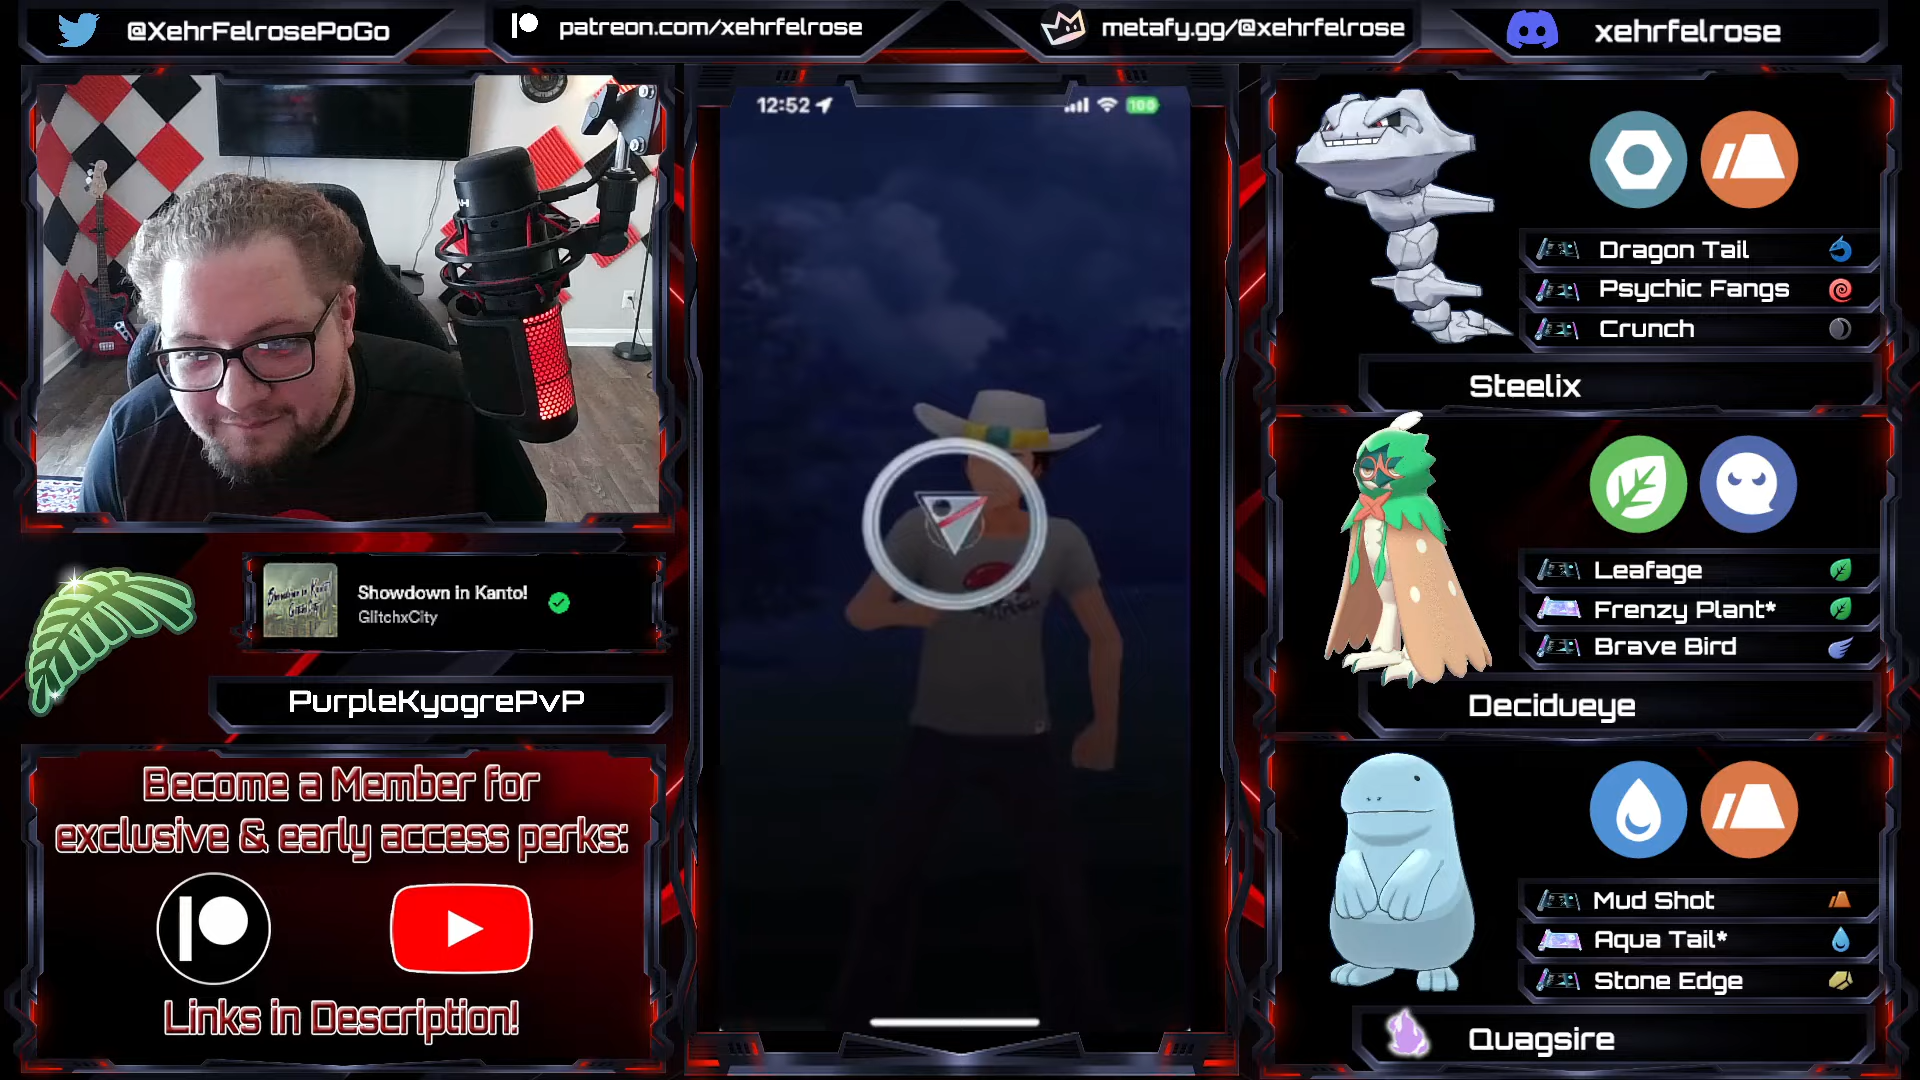 @XehrFelrosePoGo
patreon.com/xehrfelrose
metafy.gg/@xehrfelrose
xehrfelrose
12:52
100
Dragon Tail
Psychic Fangs
Crunch
Steelix
Leafage
Frenzy Plant*
Brave Bird
Decidueye
Mud Shot
Aqua Tail*
Stone Edge
Quagsire
Showdown in Kanto!
GlitchxCity
PurpleKyogrePvP
Become a Member for
exclusive & early access perks:
Links in Description!